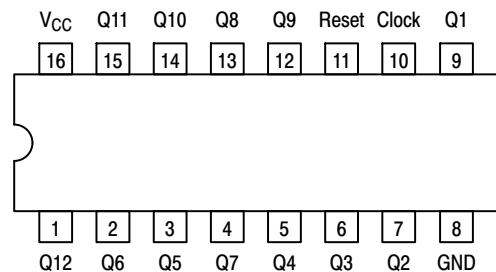 VCC Q11 Q10 Q8 Q9 Reset Clock Q1
16 15 14 13 12 11 10 9
1 2 3 4 5 6 7 8
Q12 Q6 Q5 Q7 Q4 Q3 Q2 GND